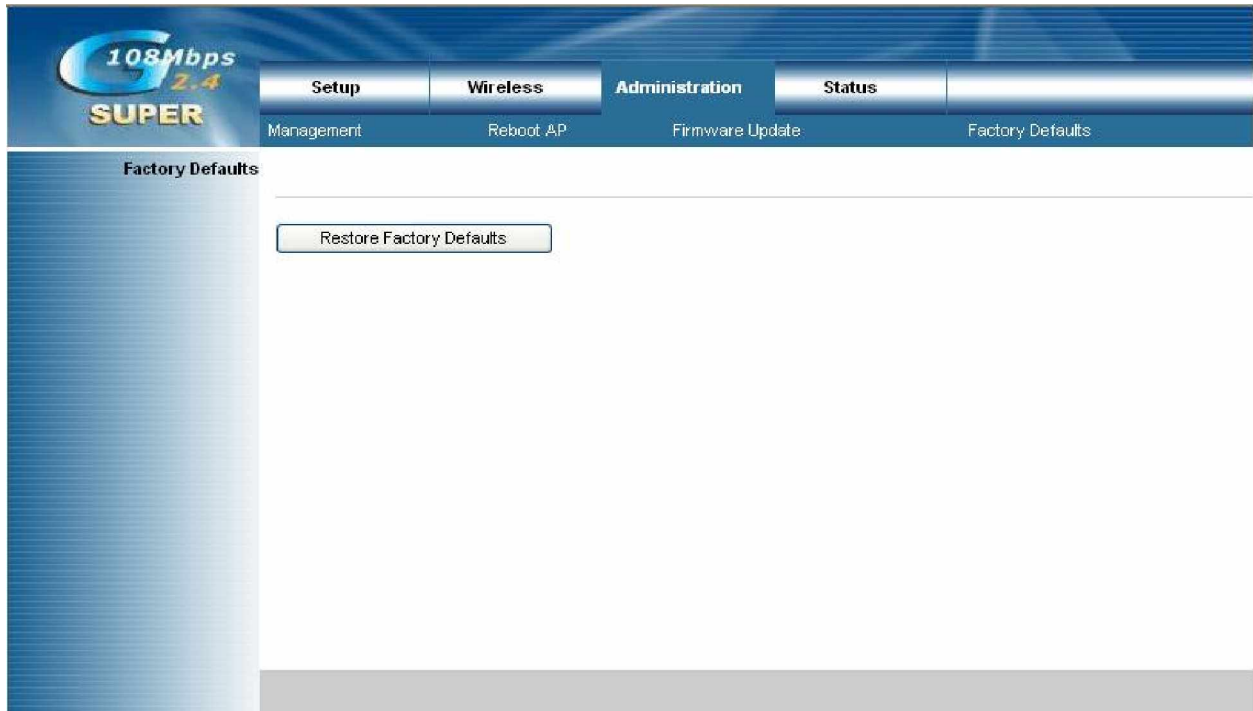 108Mbps
G 2.4
SUPER
Setup Wireless Administration Status
Management Reboot AP Firmware Update Factory Defaults
Factory Defaults
Restore Factory Defaults